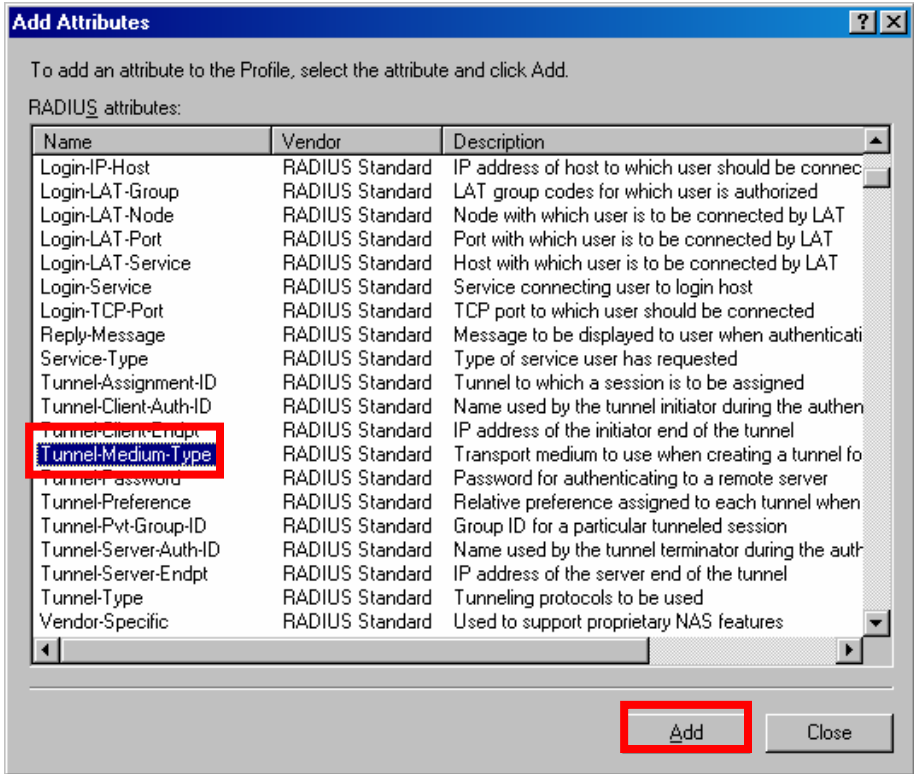 Add Attributes
To add an attribute to the Profile, select the attribute and click Add.
RADIUS attributes:
Name Vendor Description
Login-IP-Host RADIUS Standard IP address of host to which user should be connec
Login-LAT-Group RADIUS Standard LAT group codes for which user is authorized
Login-LAT-Node RADIUS Standard Node with which user is to be connected by LAT
Login-LAT-Port RADIUS Standard Port with which user is to be connected by LAT
Login-LAT-Service RADIUS Standard Host with which user is to be connected by LAT
Login-Service RADIUS Standard Service connecting user to login host
Login-TCP-Port RADIUS Standard TCP port to which user should be connected
Reply-Message RADIUS Standard Message to be displayed to user when authenticati
Service-Type RADIUS Standard Type of service user has requested
Tunnel-Assignment-ID RADIUS Standard Tunnel to which a session is to be assigned
Tunnel-Client-Auth-ID RADIUS Standard Name used by the tunnel initiator during the authen
Tunnel-Client-Endpt RADIUS Standard IP address of the initiator end of the tunnel
Tunnel-Medium-Type RADIUS Standard Transport medium to use when creating a tunnel fo
Tunnel-Password RADIUS Standard Password for authenticating to a remote server
Tunnel-Preference RADIUS Standard Relative preference assigned to each tunnel when
Tunnel-Pvt-Group-ID RADIUS Standard Group ID for a particular tunneled session
Tunnel-Server-Auth-ID RADIUS Standard Name used by the tunnel terminator during the auth
Tunnel-Server-Endpt RADIUS Standard IP address of the server end of the tunnel
Tunnel-Type RADIUS Standard Tunneling protocols to be used
Vendor-Specific RADIUS Standard Used to support proprietary NAS features
Add Close